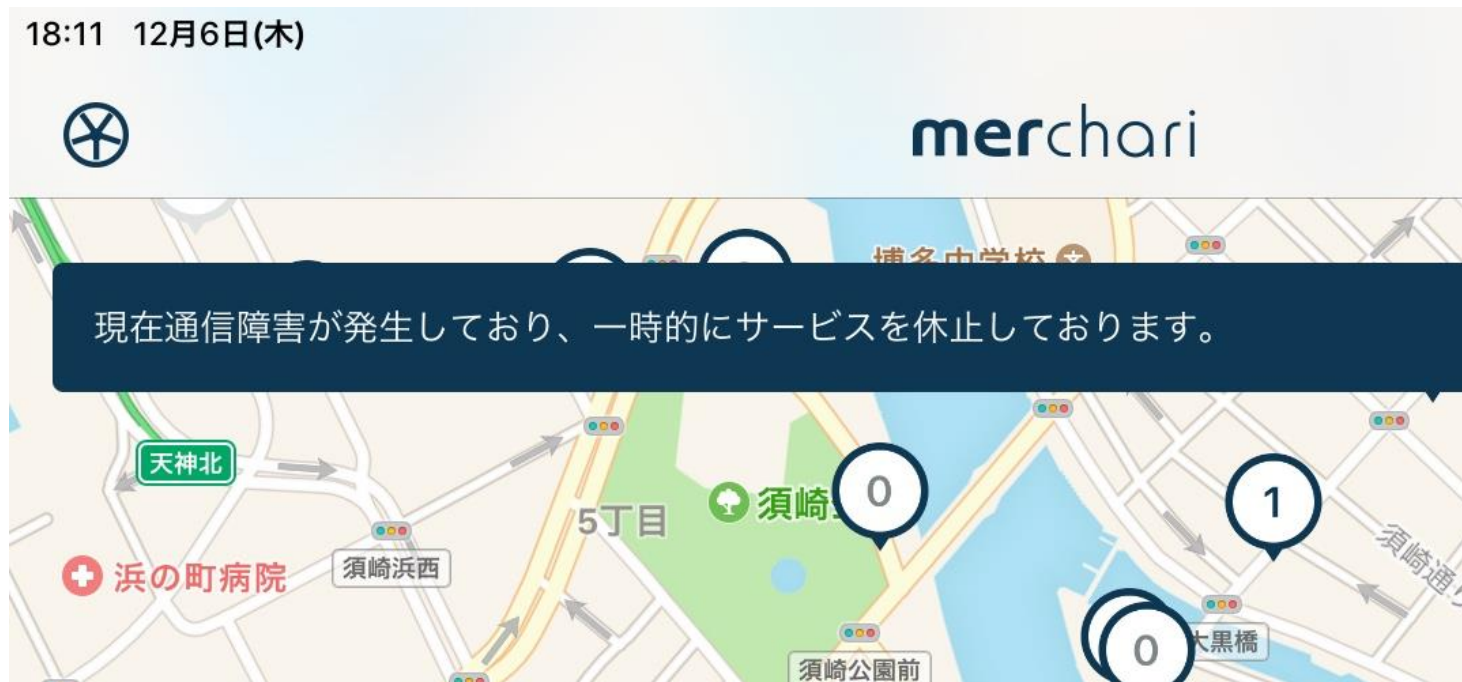 18:11 12月6日(木)
merchari
博多中学校
現在通信障害が発生しており、一時的にサービスを休止しております。
天神北
須崎
0
1
5丁目
浜の町病院
須崎浜西
須崎通り
0
大黒橋
須崎公園前